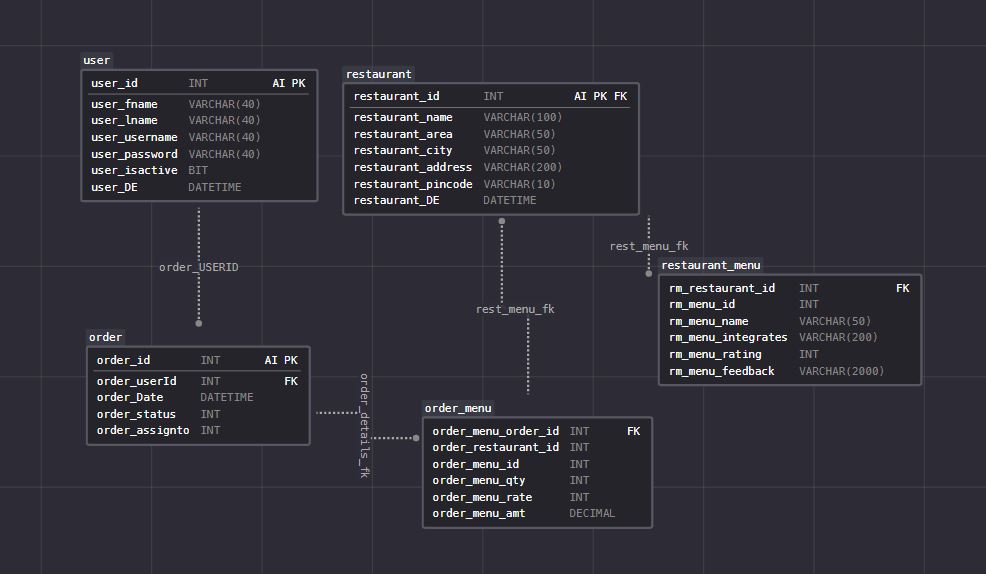 user
user_id INT AI PK
user_fname VARCHAR(40)
user_lname VARCHAR(40)
user_username VARCHAR(40)
user_password VARCHAR(40)
user_isactive BIT
user_DE DATETIME
restaurant
restaurant_id INT AI PK FK
restaurant_name VARCHAR(100)
restaurant_area VARCHAR(50)
restaurant_city VARCHAR(50)
restaurant_address VARCHAR(200)
restaurant_pincode VARCHAR(10)
restaurant_DE DATETIME
order_USERID
rest_menu_fk
rest_menu_fk
restaurant_menu
rm_restaurant_id INT FK
rm_menu_id INT
rm_menu_name VARCHAR(50)
rm_menu_integrates VARCHAR(200)
rm_menu_rating INT
rm_menu_feedback VARCHAR(2000)
order
order_id INT AI PK
order_userId INT FK
order_Date DATETIME
order_status INT
order_assignto INT
order_details_fk
order_menu
order_menu_order_id INT FK
order_restaurant_id INT
order_menu_id INT
order_menu_qty INT
order_menu_rate INT
order_menu_amt DECIMAL